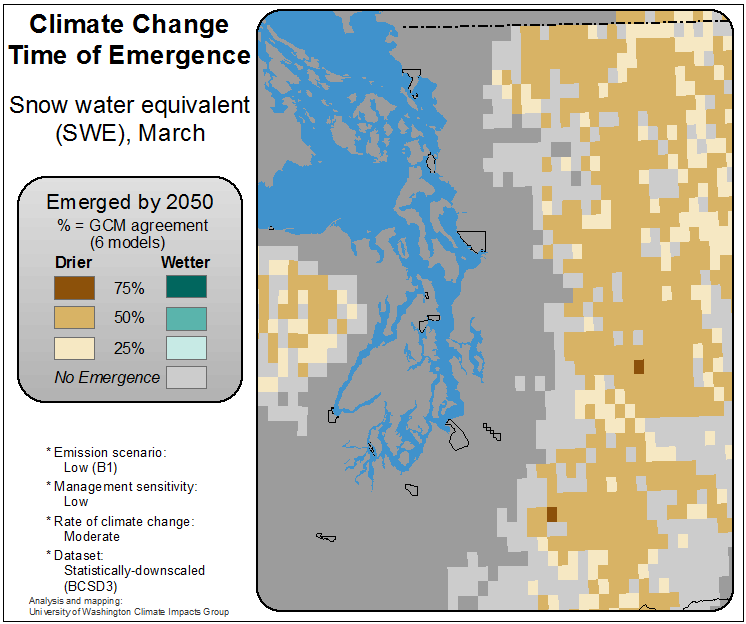 Climate Change
Time of Emergence
Snow water equivalent
(SWE), March
Emerged by 2050
% = GCM agreement
(6 models)
Drier Wetter
75%
50%
25%
No Emergence
* Emission scenario:
Low (B1)
* Management sensitivity:
Low
* Rate of climate change:
Moderate
* Dataset:
Statistically-downscaled
(BCSD3)
Analysis and mapping:
University of Washington Climate Impacts Group